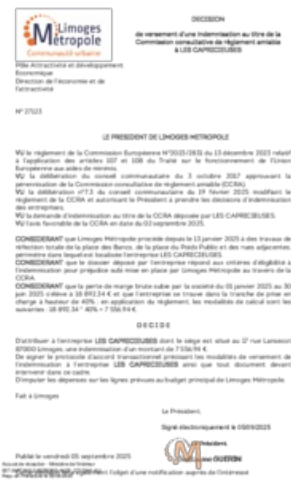 Limoges
Métropole
Communauté urbaine
DECISION
de versement d'une indemnisation au titre de la
Commission consultative de règlement amiable
à LES CAPRICIEUSES
Pôle Attractivité et développement
Economique
Direction de l'économie et de
l'attractivité
N° 27123
LE PRESIDENT DE LIMOGES METROPOLE
VU le règlement de la Commission Européenne N°2023/2831 du 13 décembre 2023 relatif
à l'application des articles 107 et 108 du Traité sur le fonctionnement de l'Union
Européenne aux aides de minimis.
VU la délibération du conseil communautaire du 3 octobre 2017 approuvant la
pérennisation de la Commission consultative de règlement amiable (CCRA).
VU la délibération n°7.3 du conseil communautaire du 19 février 2025 modifiant le
règlement de la CCRA et autorisant le Président à prendre les décisions d'indemnisation
des entreprises.
VU la demande d'indemnisation au titre de la CCRA déposée par LES CAPRICIEUSES.
VU l'avis favorable de la CCRA en date du 02 septembre 2025.
CONSIDERANT que Limoges Métropole procède depuis le 13 janvier 2025 à des travaux de
réfection totale de la place des Bancs, de la place du Poids Public et des rues adjacentes,
périmètre dans lequel est localisée l'entreprise LES CAPRICIEUSES.
CONSIDERANT que le dossier déposé par l'entreprise répond aux critères d'éligibilité à
l'indemnisation pour préjudice subi mise en place par Limoges Métropole au travers de la
CCRA.
CONSIDERANT que la perte de marge brute subie par la société du 01 janvier 2025 au 30
juin 2025 s'élève à 18 892,34 € et que l'entreprise se trouve dans la tranche de prise en
charge à hauteur de 40% - en application du règlement, les modalités de calcul sont les
suivantes : 18 892,34 * 40% = 7 556,94 €.
D E C I D E
D'attribuer à l'entreprise LES CAPRICIEUSES dont le siège est situé au 17 rue Lansecot
87000 Limoges, une indemnisation d'un montant de 7 556,94 €.
De signer le protocole d'accord transactionnel précisant les modalités de versement de
l'indemnisation à l'entreprise LES CAPRICIEUSES ainsi que tout document devant
intervenir dans ce cadre.
D'imputer les dépenses sur les lignes prévues au budget principal de Limoges Métropole.
Fait à Limoges
Le Président,
Signé électroniquement le 05/09/2025
GUERIN
Publié le vendredi 05 septembre 2025
l'objet d'une notification auprès de l'intéressé